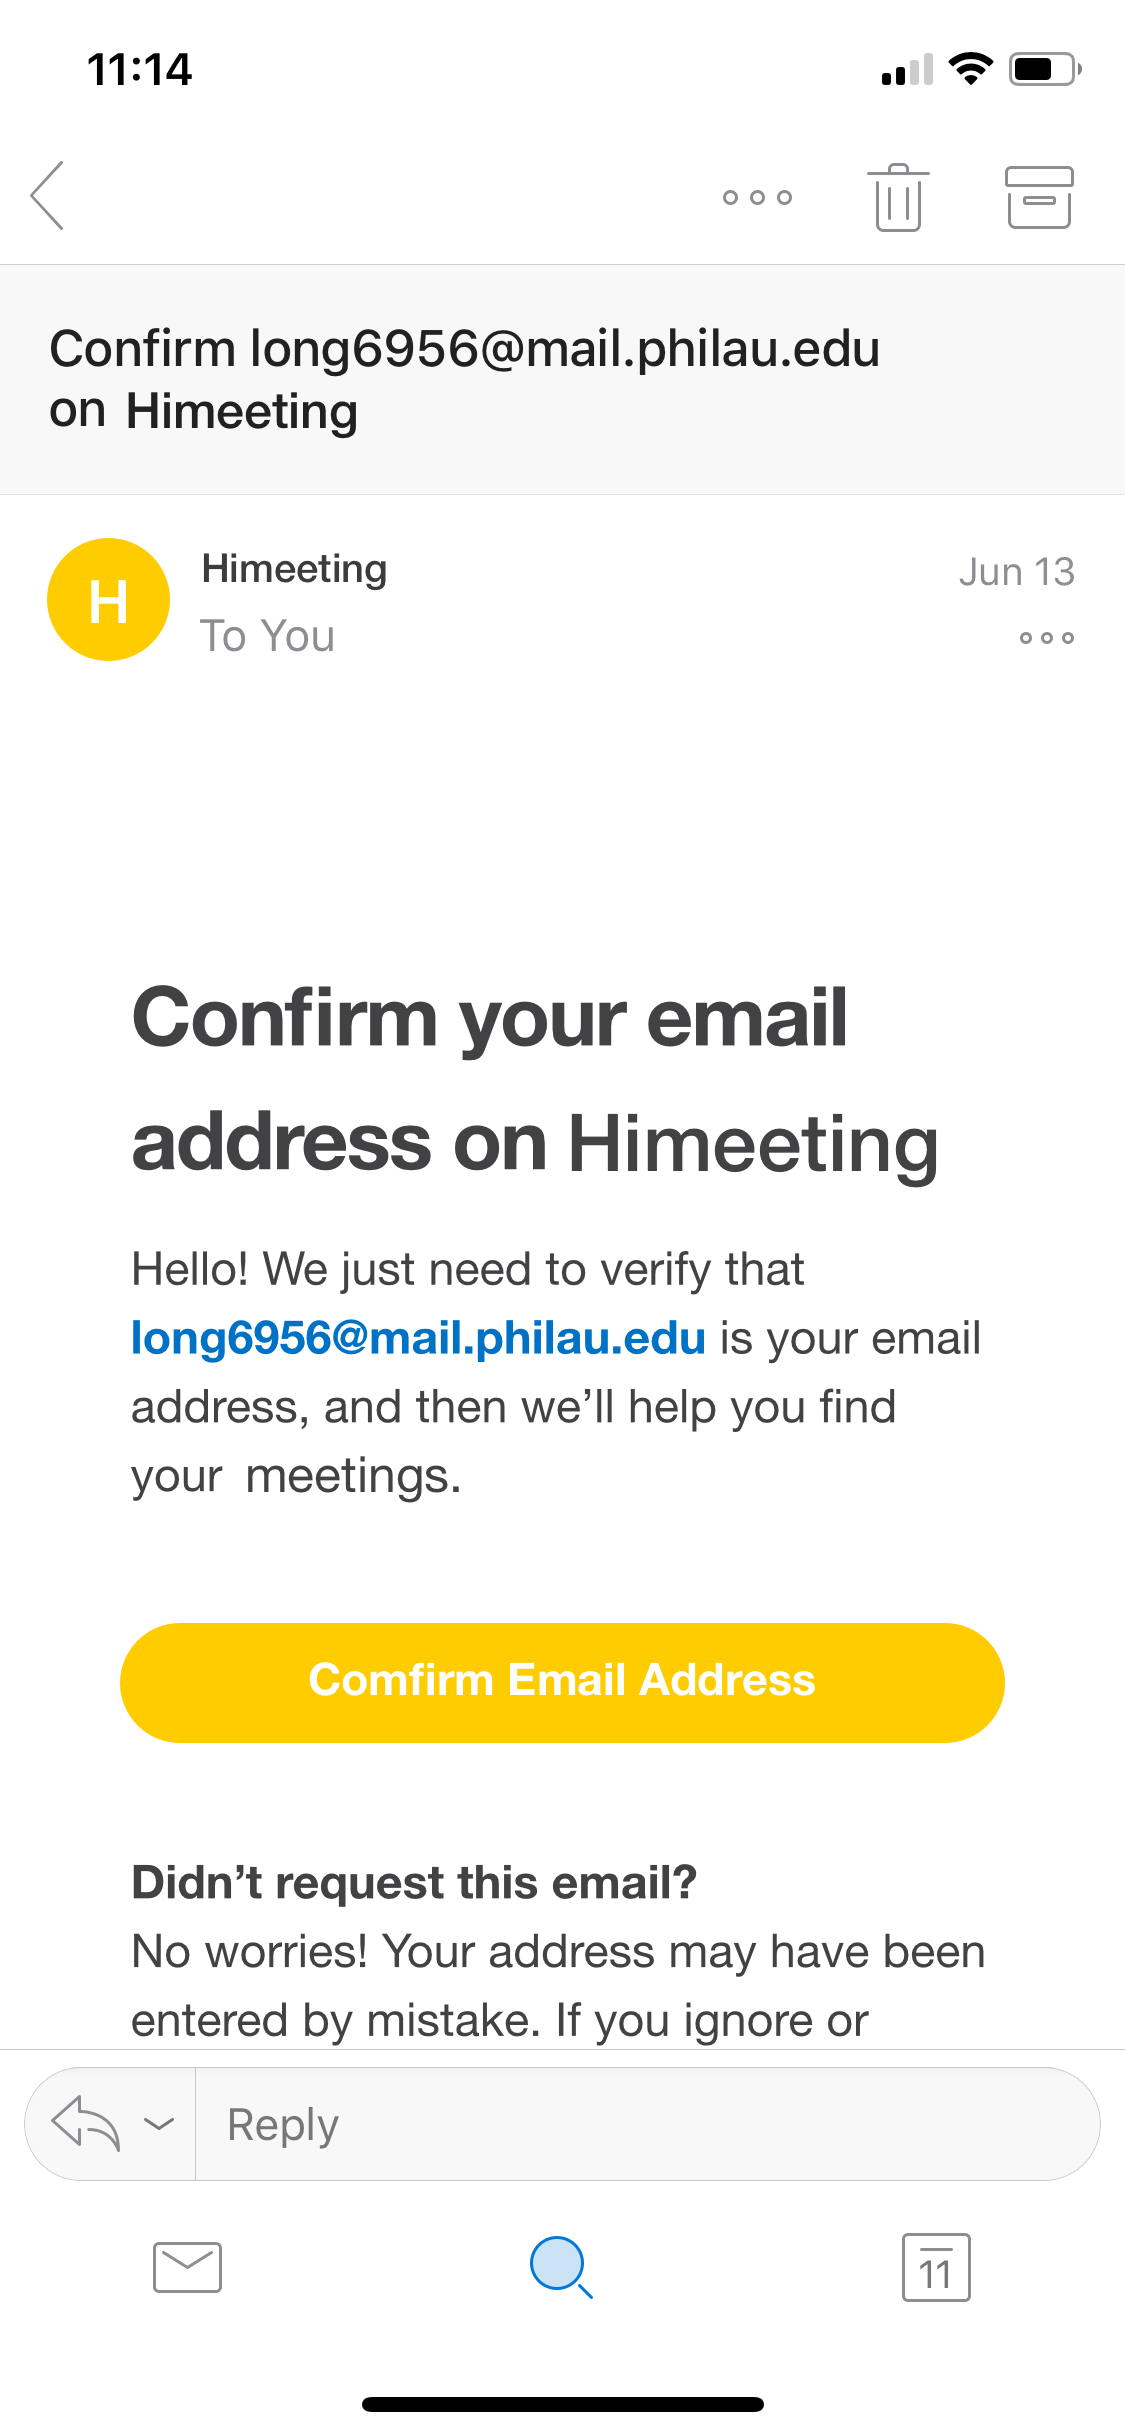 11:14
Confirm long6956@mail.philau.edu
on Himeeting
H
Himeeting
Jun 13
To You
Confirm your email
address on Himeeting
Hello! We just need to verify that
long6956@mail.philau.edu is your email
address, and then we’ll help you find
your meetings.
Comfirm Email Address
Didn’t request this email?
No worries! Your address may have been
entered by mistake. If you ignore or
Reply
11